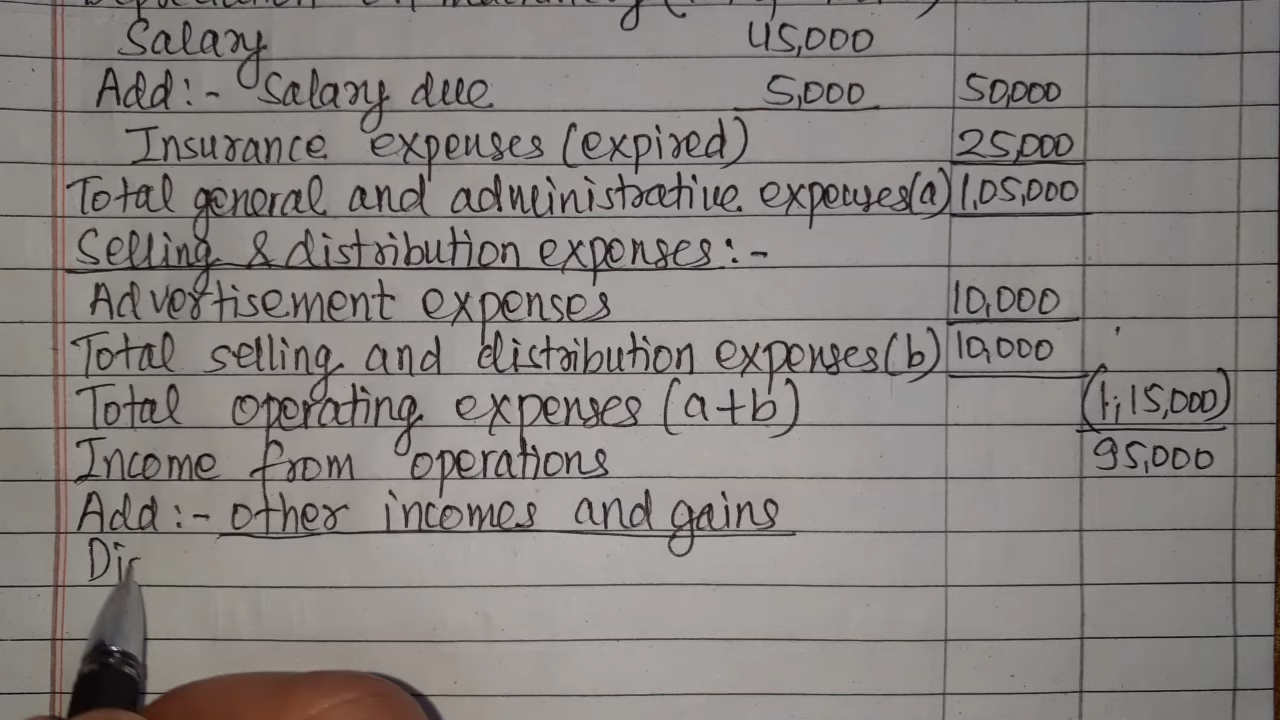 Salary 45,000
Add:- Salary due 5,000 50,000
Insurance expenses (expired) 25,000
Total general and administrative expenses(a) 1,05,000
Selling & distribution expenses:-
Advertisement expenses 10,000
Total selling and distribution expenses(b) 10,000
Total operating expenses (a+b) (1,15,000)
Income from operations 95,000
Add:- other incomes and gains
Dis